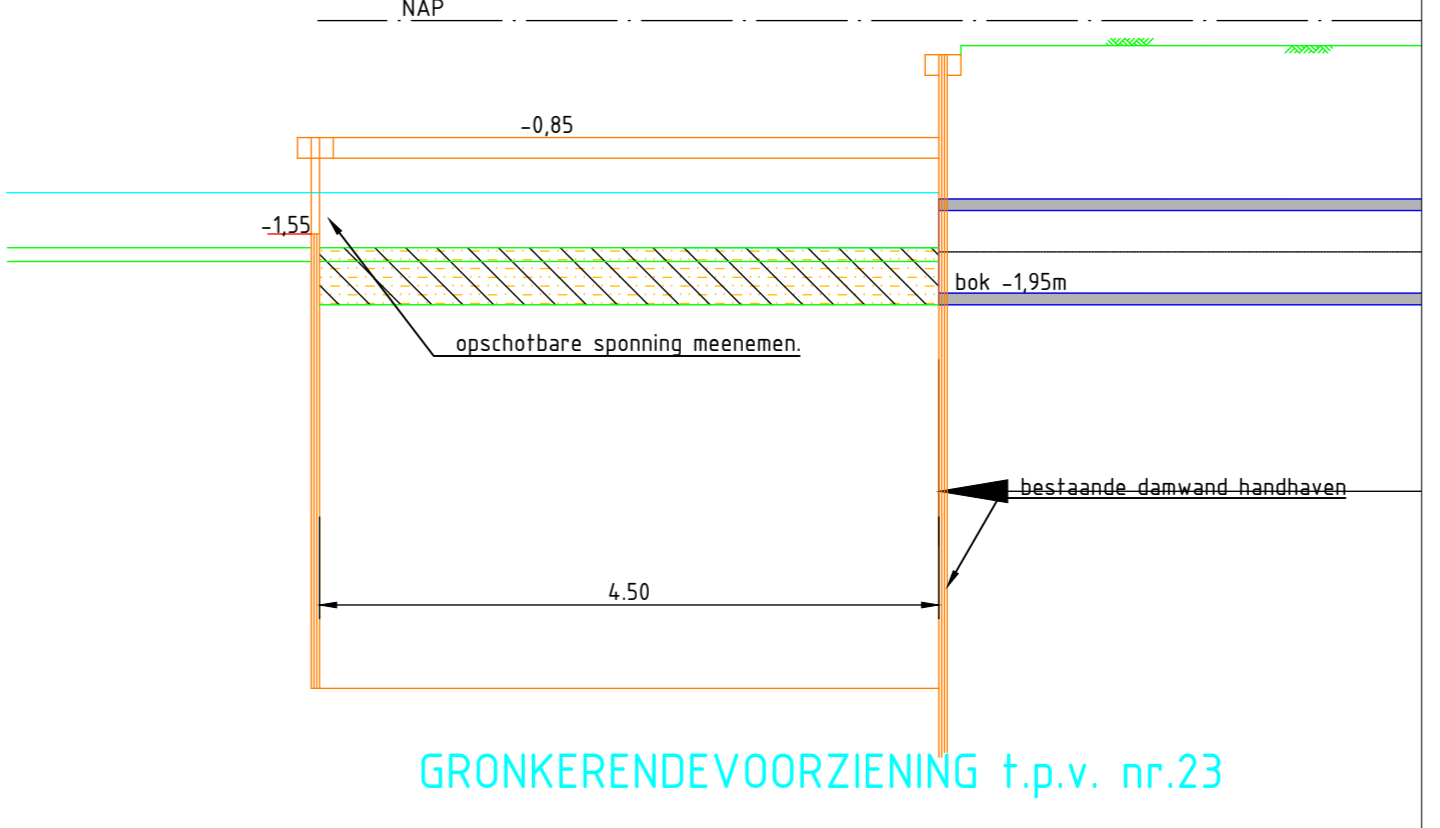 NAP
-0,85
-1,55
bok -1,95m
opschotbare sponning meenemen.
bestaande damwand handhaven
4.50
GRONKERENDEVOORZIENING t.p.v. nr.23